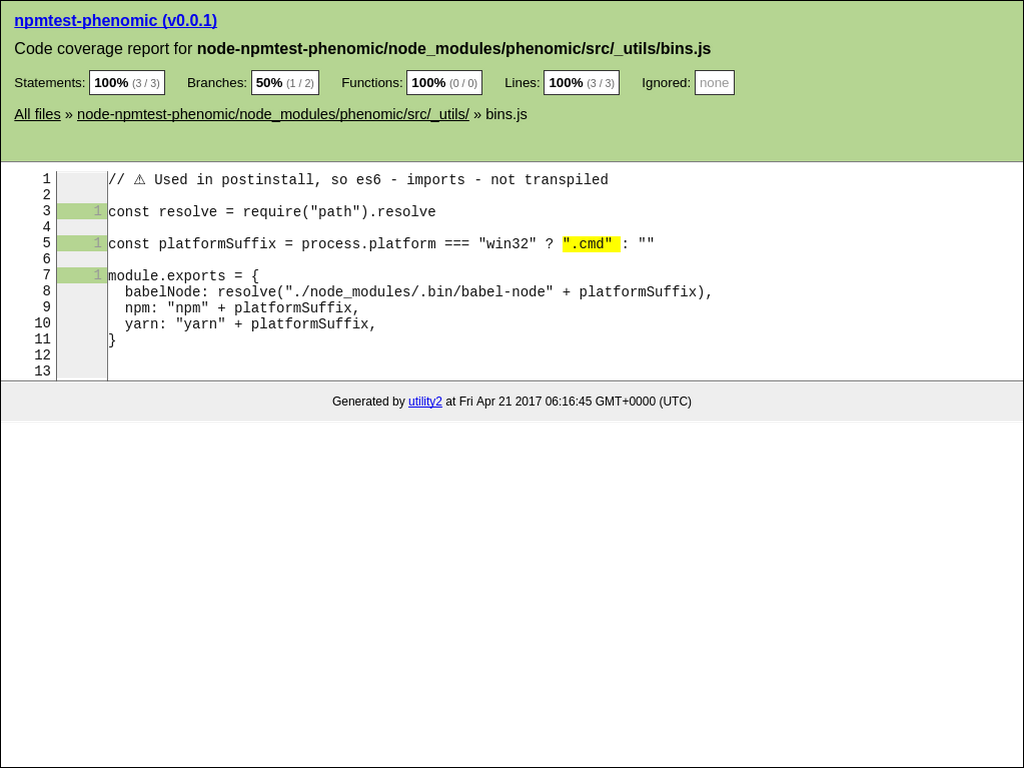 npmtest-phenomic (v0.0.1)
Code coverage report for node-npmtest-phenomic/node_modules/phenomic/src/_utils/bins.js
Statements: 100% (3 / 3) Branches: 50% (1 / 2) Functions: 100% (0 / 0) Lines: 100% (3 / 3) Ignored: none
All files » node-npmtest-phenomic/node_modules/phenomic/src/_utils/ » bins.js
1 // ⚠ Used in postinstall, so es6 - imports - not transpiled
2
3 1 const resolve = require("path").resolve
4
5 1 const platformSuffix = process.platform === "win32" ? ".cmd" : ""
6
7 1 module.exports = {
8 babelNode: resolve("./node_modules/.bin/babel-node" + platformSuffix),
9 npm: "npm" + platformSuffix,
10 yarn: "yarn" + platformSuffix,
11 }
12
13
Generated by utility2 at Fri Apr 21 2017 06:16:45 GMT+0000 (UTC)